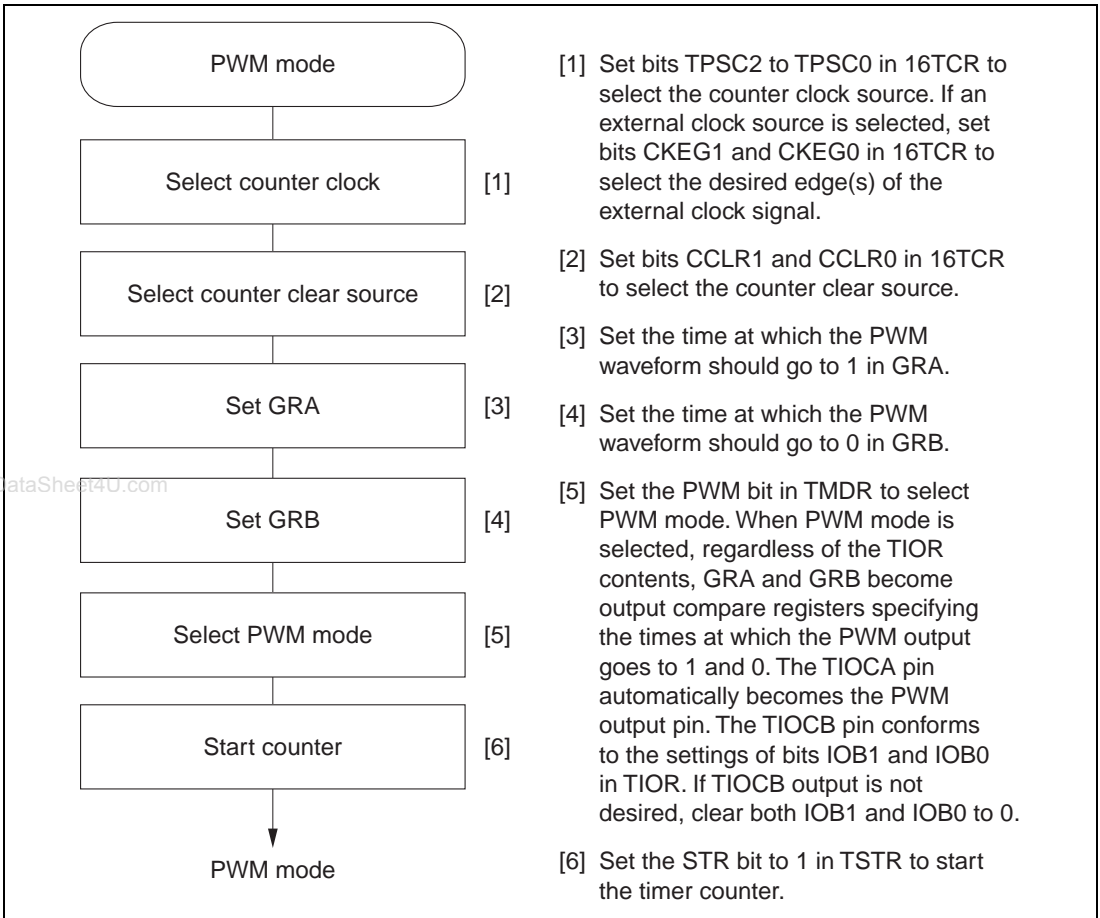 PWM mode
Select counter clock
[1]
Select counter clear source
[2]
Set GRA
[3]
Set GRB
[4]
Select PWM mode
[5]
Start counter
[6]
PWM mode
[1] Set bits TPSC2 to TPSC0 in 16TCR to
select the counter clock source. If an
external clock source is selected, set
bits CKEG1 and CKEG0 in 16TCR to
select the desired edge(s) of the
external clock signal.
[2] Set bits CCLR1 and CCLR0 in 16TCR
to select the counter clear source.
[3] Set the time at which the PWM
waveform should go to 1 in GRA.
[4] Set the time at which the PWM
waveform should go to 0 in GRB.
[5] Set the PWM bit in TMDR to select
PWM mode. When PWM mode is
selected, regardless of the TIOR
contents, GRA and GRB become
output compare registers specifying
the times at which the PWM output
goes to 1 and 0. The TIOCA pin
automatically becomes the PWM
output pin. The TIOCB pin conforms
to the settings of bits IOB1 and IOB0
in TIOR. If TIOCB output is not
desired, clear both IOB1 and IOB0 to 0.
[6] Set the STR bit to 1 in TSTR to start
the timer counter.
ataSheet4U.com